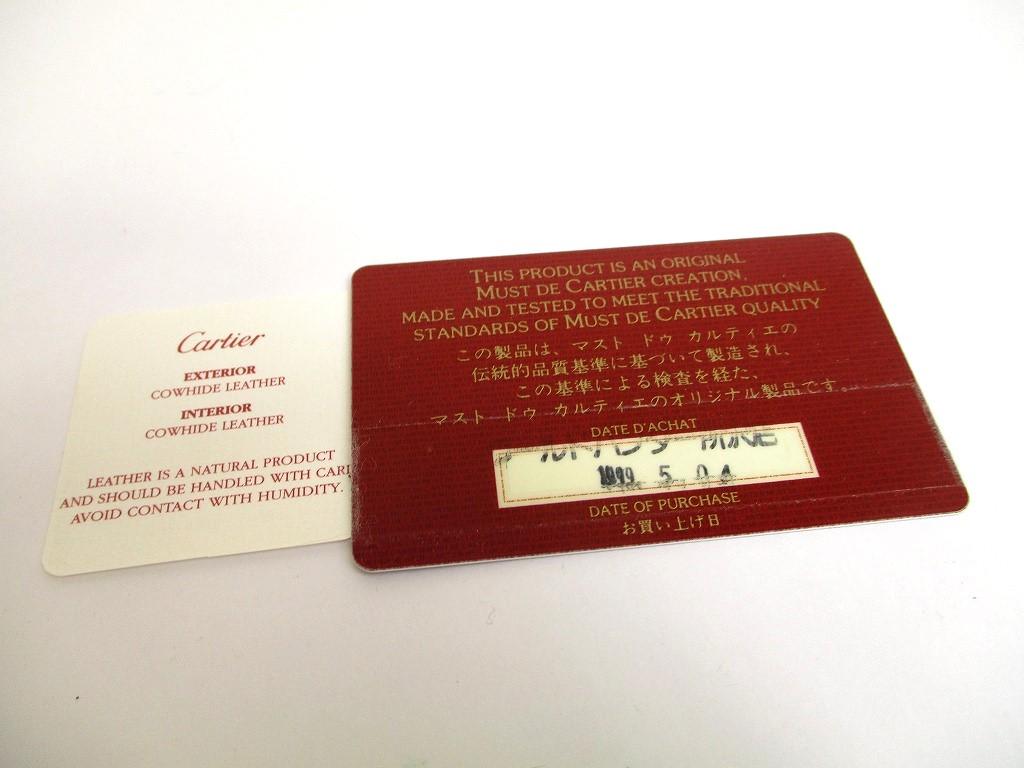 Cartier
EXTERIOR
COWHIDE LEATHER
INTERIOR
COWHIDE LEATHER
LEATHER IS A NATURAL PRODUCT
AND SHOULD BE HANDLED WITH CAR
AVOID CONTACT WITH HUMIDITY.
THIS PRODUCT IS AN ORIGINAL
MUST DE CARTIER CREATION,
MADE AND TESTED TO MEET THE TRADITIONAL
STANDARDS OF MUST DE CARTIER QUALITY
この製品は、マスト ドゥ カルティエの
伝統的品質基準に基づいて製造され、
この基準による検査を経た、
マスト ドゥ カルティエのオリジナル製品です。
DATE D'ACHAT
5. 04
DATE OF PURCHASE
お買い上げ日